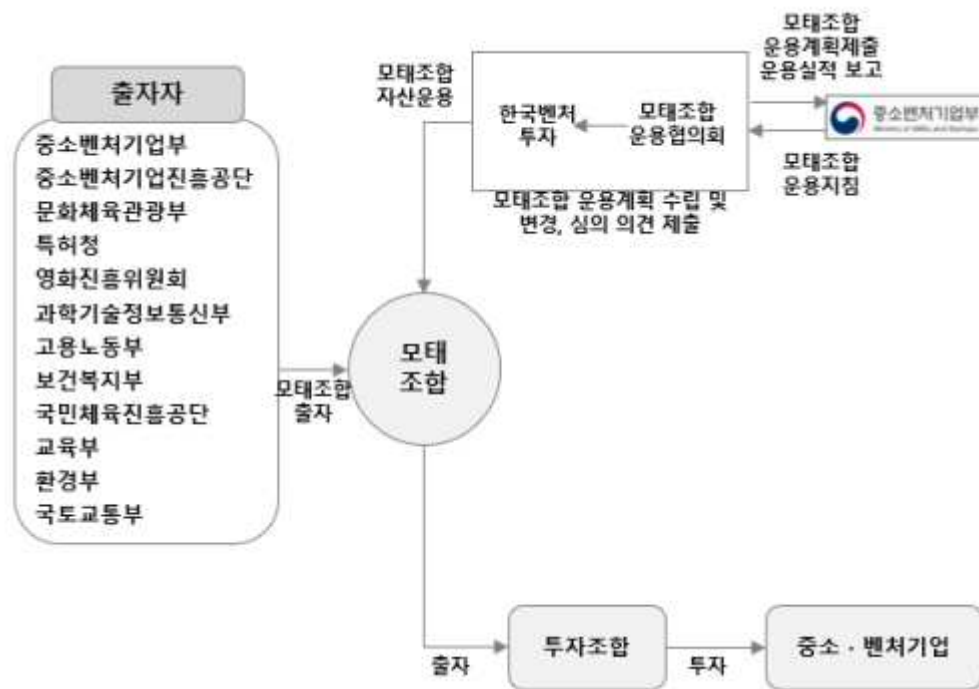 출자자
중소벤처기업부
중소벤처기업진흥공단
문화체육관광부
특허청
영화진흥위원회
과학기술정보통신부
고용노동부
보건복지부
국민체육진흥공단
교육부
환경부
국토교통부
모태조합
출자
모태
조합
모태조합
자산운용
한국벤처
투자
모태조합
운용협의회
모태조합 운용계획 수립 및
변경, 심의 의견 제출
모태조합
운용계획제출
운용실적 보고
중소벤처기업부
모태조합
운용지침
출자
투자조합
투자
중소 · 벤처기업